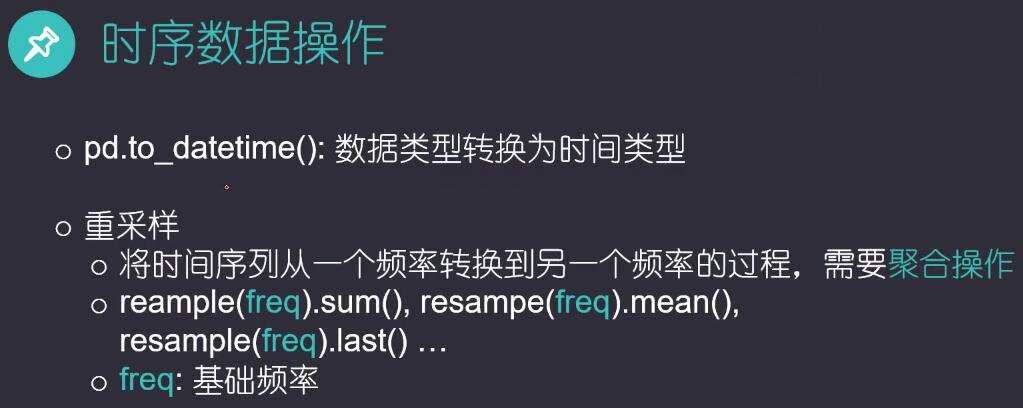 时序数据操作
pd.to_datetime(): 数据类型转换为时间类型
重采样
将时间序列从一个频率转换到另一个频率的过程，需要聚合操作
reample(freq).sum(), resampe(freq).mean(),
resample(freq).last() …
freq: 基础频率